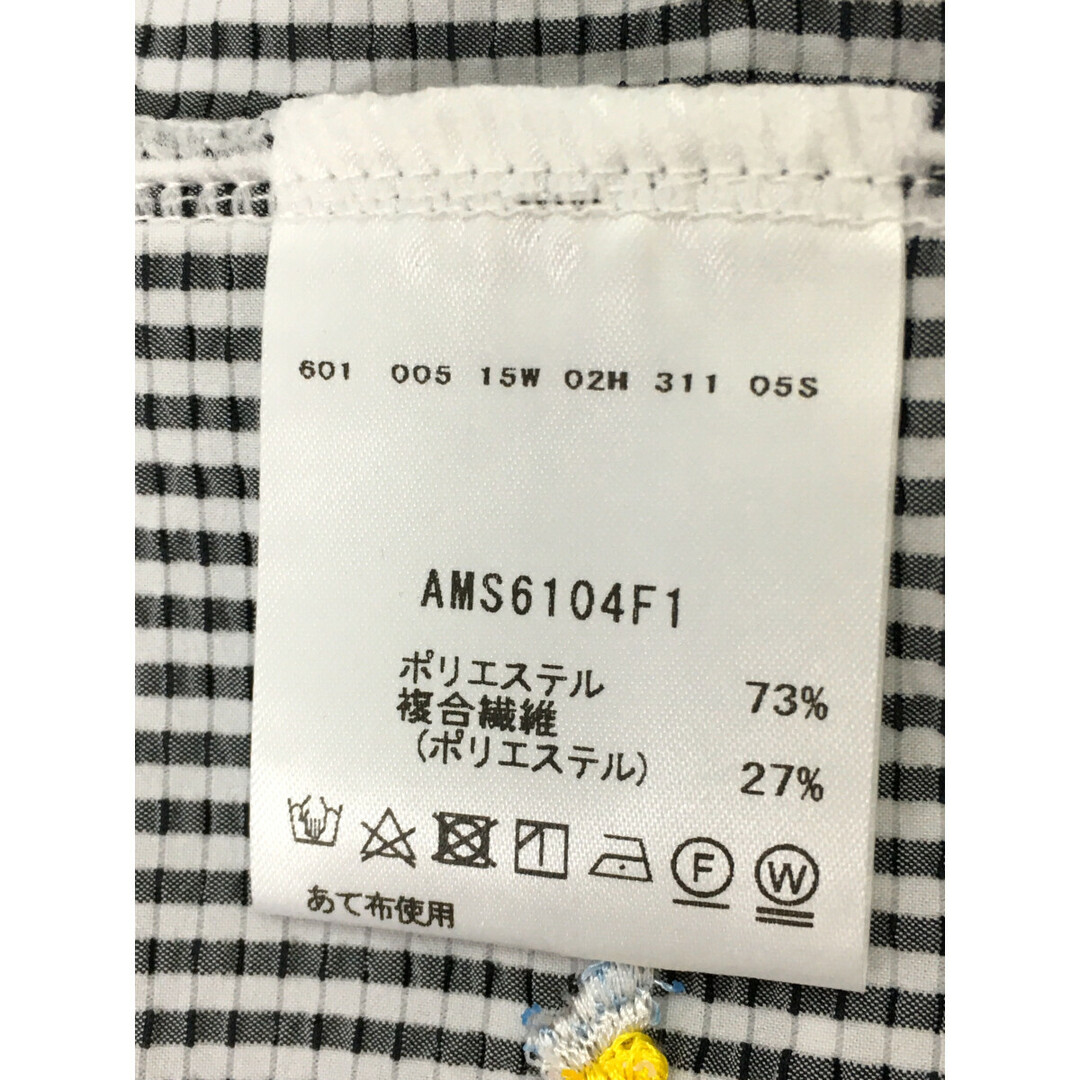 601 005 15W 02H 311 05S
AMS6104F1
ポリエステル 73%
複合繊維
(ポリエステル) 27%
F W
あて布使用